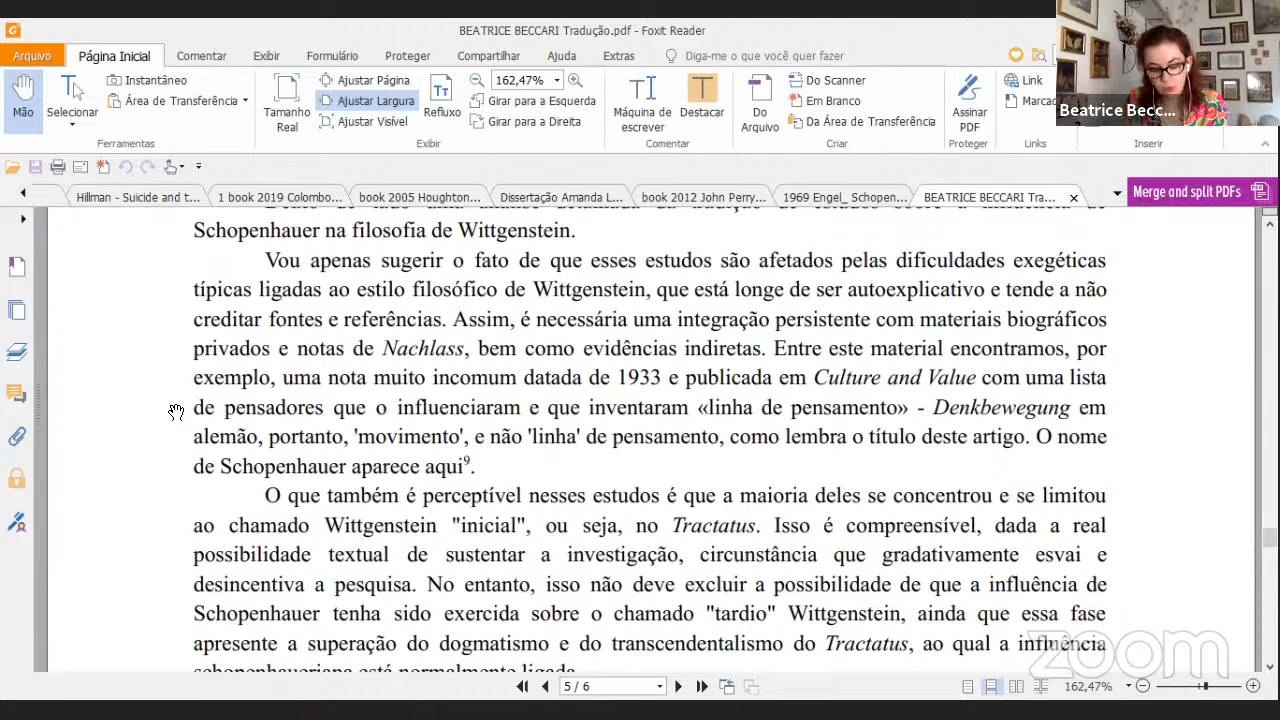 BEATRICE BECCARI Tradução.pdf - Foxit Reader
Arquivo Página Inicial Comentar Exibir Formulário Proteger Compartilhar Ajuda Extras Diga-me o que você quer fazer
Mão
Selecionar
Instantâneo
Área de Transferência
Ferramentas
Tamanho Real
Ajustar Página
Ajustar Largura
Ajustar Visível
Refluxo
162,47%
Girar para a Esquerda
Girar para a Direita
Exibir
Máquina de escrever
Destacar
Comentar
Do Arquivo
Do Scanner
Em Branco
Da Área de Transferência
Criar
Assinar PDF
Proteger
Link
Marcad
Links
Inserir
Beatrice Becc...
Hillman - Suicide and t... 1 book 2019 Colombo... book 2005 Houghton... Dissertação Amanda L... book 2012 John Perry... 1969 Engel_ Schopen... BEATRICE BECCARI Tra... Merge and split PDFs
Schopenhauer na filosofia de Wittgenstein.
Vou apenas sugerir o fato de que esses estudos são afetados pelas dificuldades exegéticas
típicas ligadas ao estilo filosófico de Wittgenstein, que está longe de ser autoexplicativo e tende a não
creditar fontes e referências. Assim, é necessária uma integração persistente com materiais biográficos
privados e notas de Nachlass, bem como evidências indiretas. Entre este material encontramos, por
exemplo, uma nota muito incomum datada de 1933 e publicada em Culture and Value com uma lista
de pensadores que o influenciaram e que inventaram «linha de pensamento» - Denkbewegung em
alemão, portanto, 'movimento', e não 'linha' de pensamento, como lembra o título deste artigo. O nome
de Schopenhauer aparece aqui9.
O que também é perceptível nesses estudos é que a maioria deles se concentrou e se limitou
ao chamado Wittgenstein "inicial", ou seja, no Tractatus. Isso é compreensível, dada a real
possibilidade textual de sustentar a investigação, circunstância que gradativamente esvai e
desincentiva a pesquisa. No entanto, isso não deve excluir a possibilidade de que a influência de
Schopenhauer tenha sido exercida sobre o chamado "tardio" Wittgenstein, ainda que essa fase
apresente a superação do dogmatismo e do transcendentalismo do Tractatus, ao qual a influência
schopenhaueriana está normalmente ligada.
zoom
5 / 6
162,47%